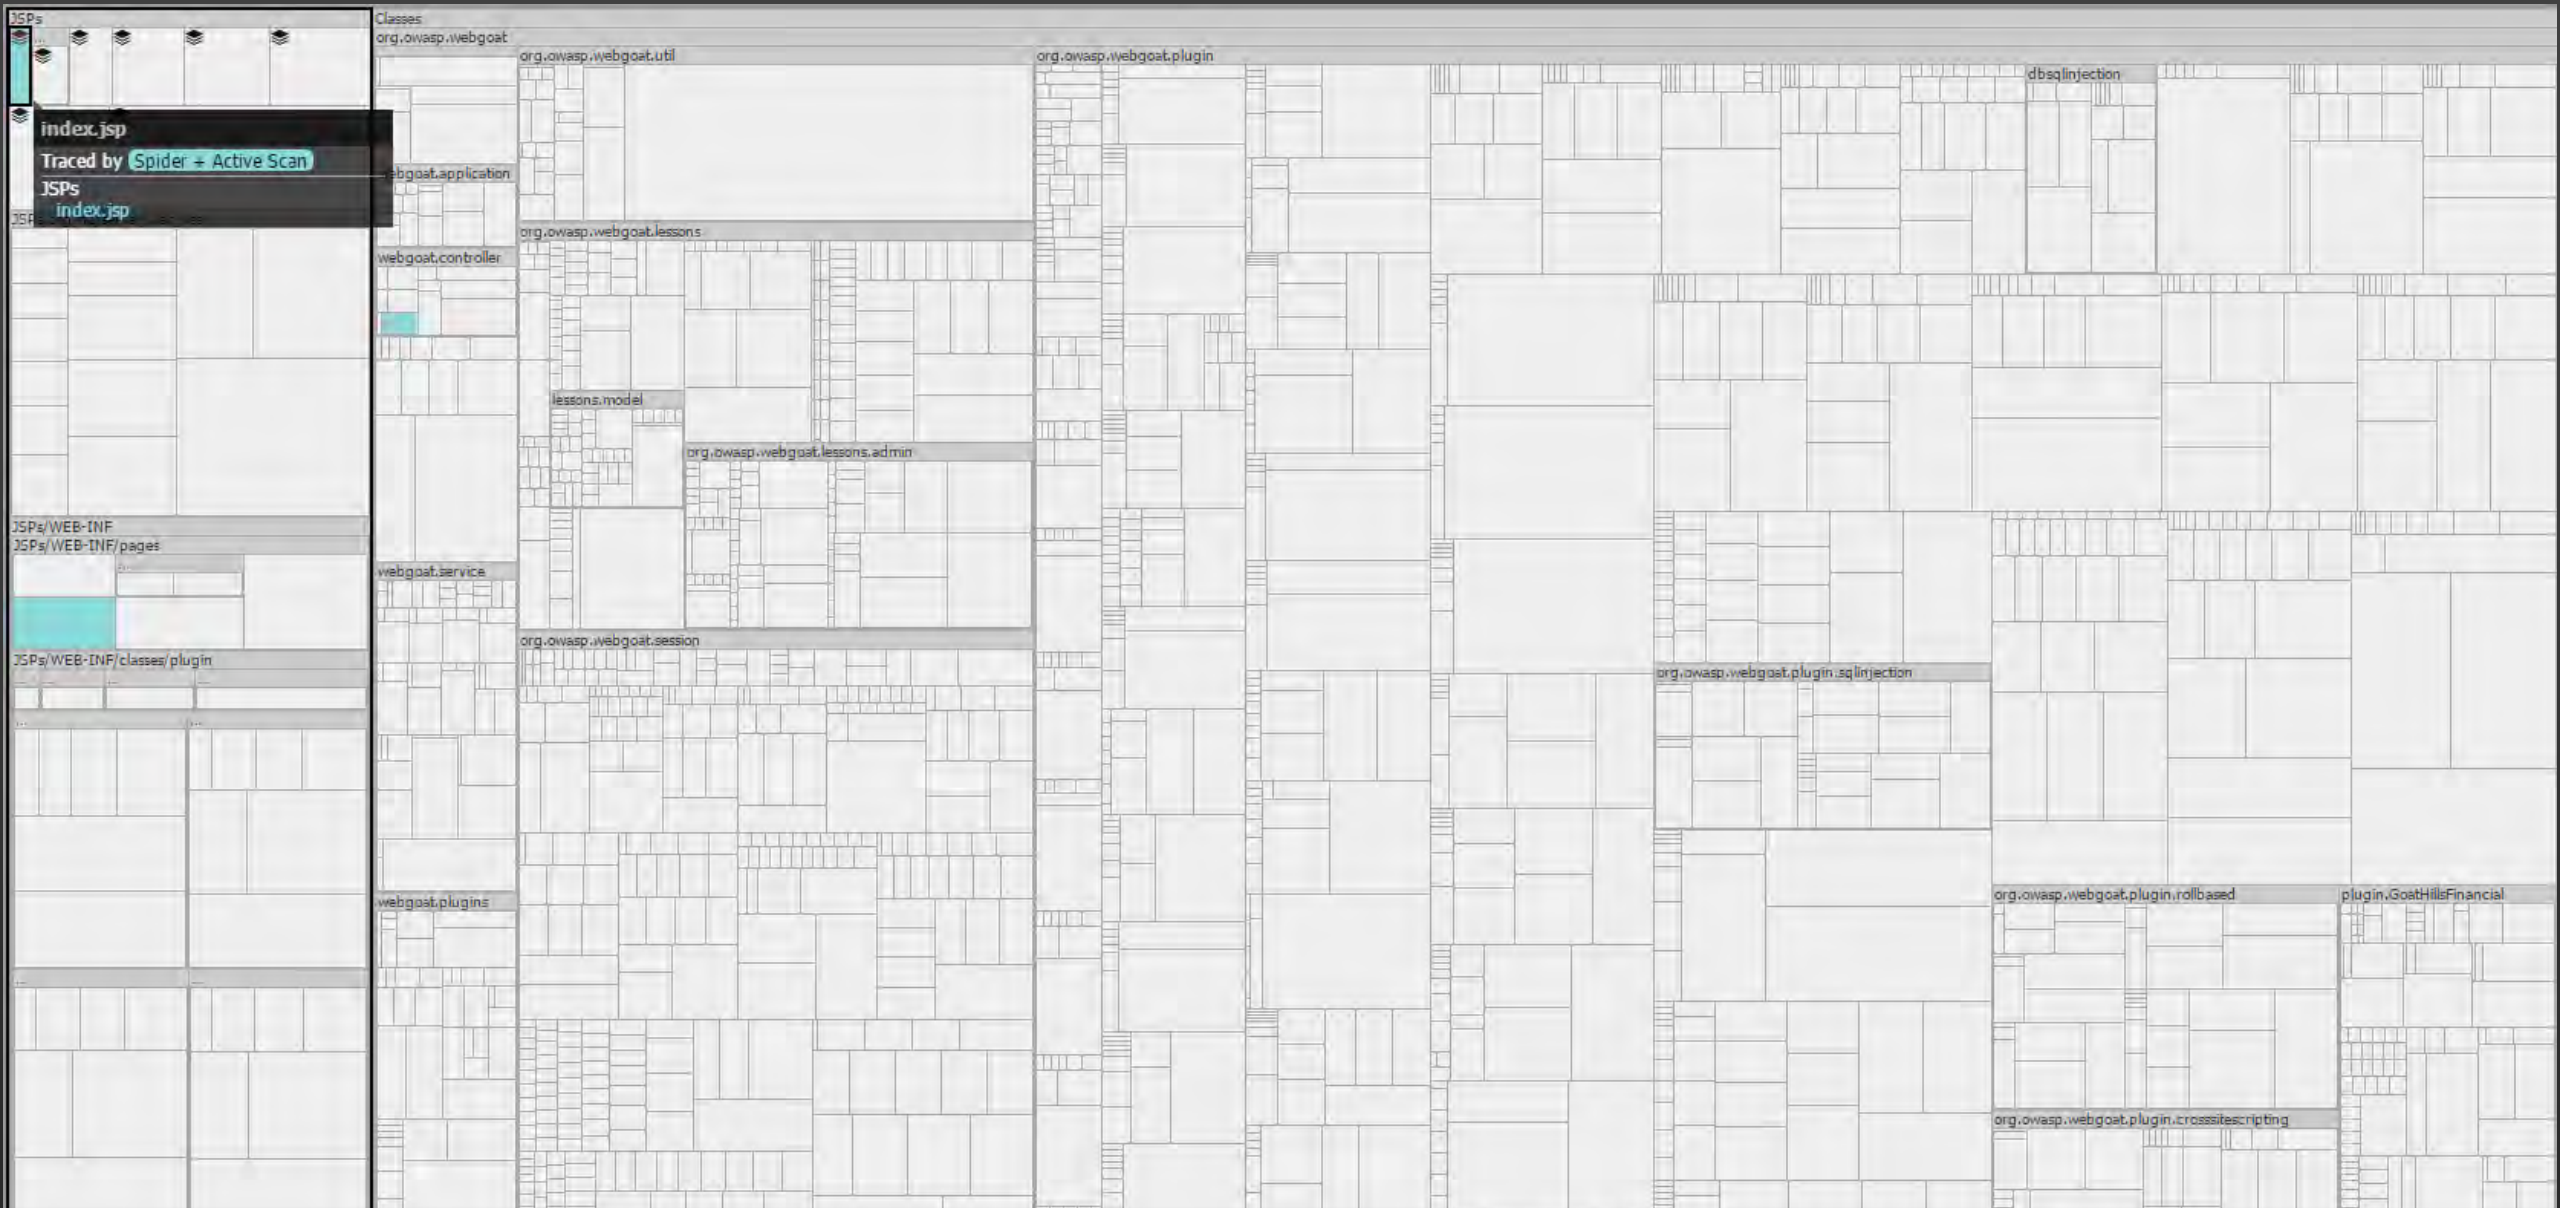 JSPs
Classes
...
org.owasp.webgoat
org.owasp.webgoat.util
org.owasp.webgoat.plugin
dbsqlinjection
index.jsp
Traced by Spider + Active Scan
JSPs
index.jsp
webgoat.application
org.owasp.webgoat.lessons
webgoat.controller
lessons.model
org.owasp.webgoat.lessons.admin
JSPs/WEB-INF
JSPs/WEB-INF/pages
webgoat.service
org.owasp.webgoat.session
JSPs/WEB-INF/classes/plugin
org.owasp.webgoat.plugin.sqlinjection
... ... ... ...
... ...
webgoat.plugins
org.owasp.webgoat.plugin.rollbased
plugin.GoatHillsFinancial
... ...
org.owasp.webgoat.plugin.crosssitescripting